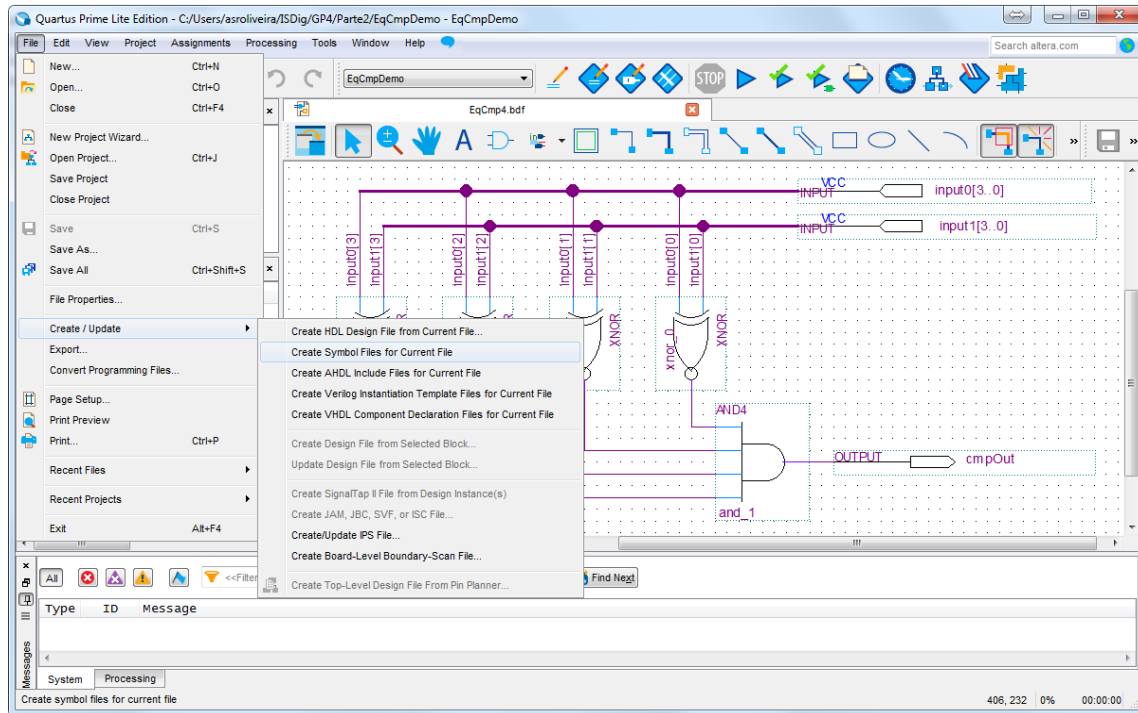 Quartus Prime Lite Edition - C:/Users/asroliveira/ISDig/GP4/Parte2/EqCmpDemo - EqCmpDemo
File Edit View Project Assignments Processing Tools Window Help
Search altera.com
New... Ctrl+N
Open... Ctrl+O
Close Ctrl+F4
New Project Wizard...
Open Project... Ctrl+J
Save Project
Close Project
Save Ctrl+S
Save As...
Save All Ctrl+Shift+S
File Properties...
Create / Update
Export...
Convert Programming Files...
Page Setup...
Print Preview
Print... Ctrl+P
Recent Files
Recent Projects
Exit Alt+F4
Create HDL Design File from Current File...
Create Symbol Files for Current File
Create AHDL Include Files for Current File
Create Verilog Instantiation Template Files for Current File
Create VHDL Component Declaration Files for Current File
Create Design File from Selected Block...
Update Design File from Selected Block...
Create SignalTap II File from Design Instance(s)
Create JAM, JBC, SVF, or ISC File...
Create/Update IPS File...
Create Board-Level Boundary-Scan File...
Create Top-Level Design File From Pin Planner...
EqCmpDemo
STOP
EqCmp4.bdf
A
VCC
INPUT
input0[3..0]
VCC
INPUT
input1[3..0]
input0[3]
input1[3]
input0[2]
input1[2]
input0[1]
input1[1]
input0[0]
input1[0]
XNOR
xnor_0
XNOR
AND4
and_1
OUTPUT
cmpOut
All
<<Filter
Find Next
Type ID Message
Messages
System Processing
Create symbol files for current file
406, 232 0% 00:00:00